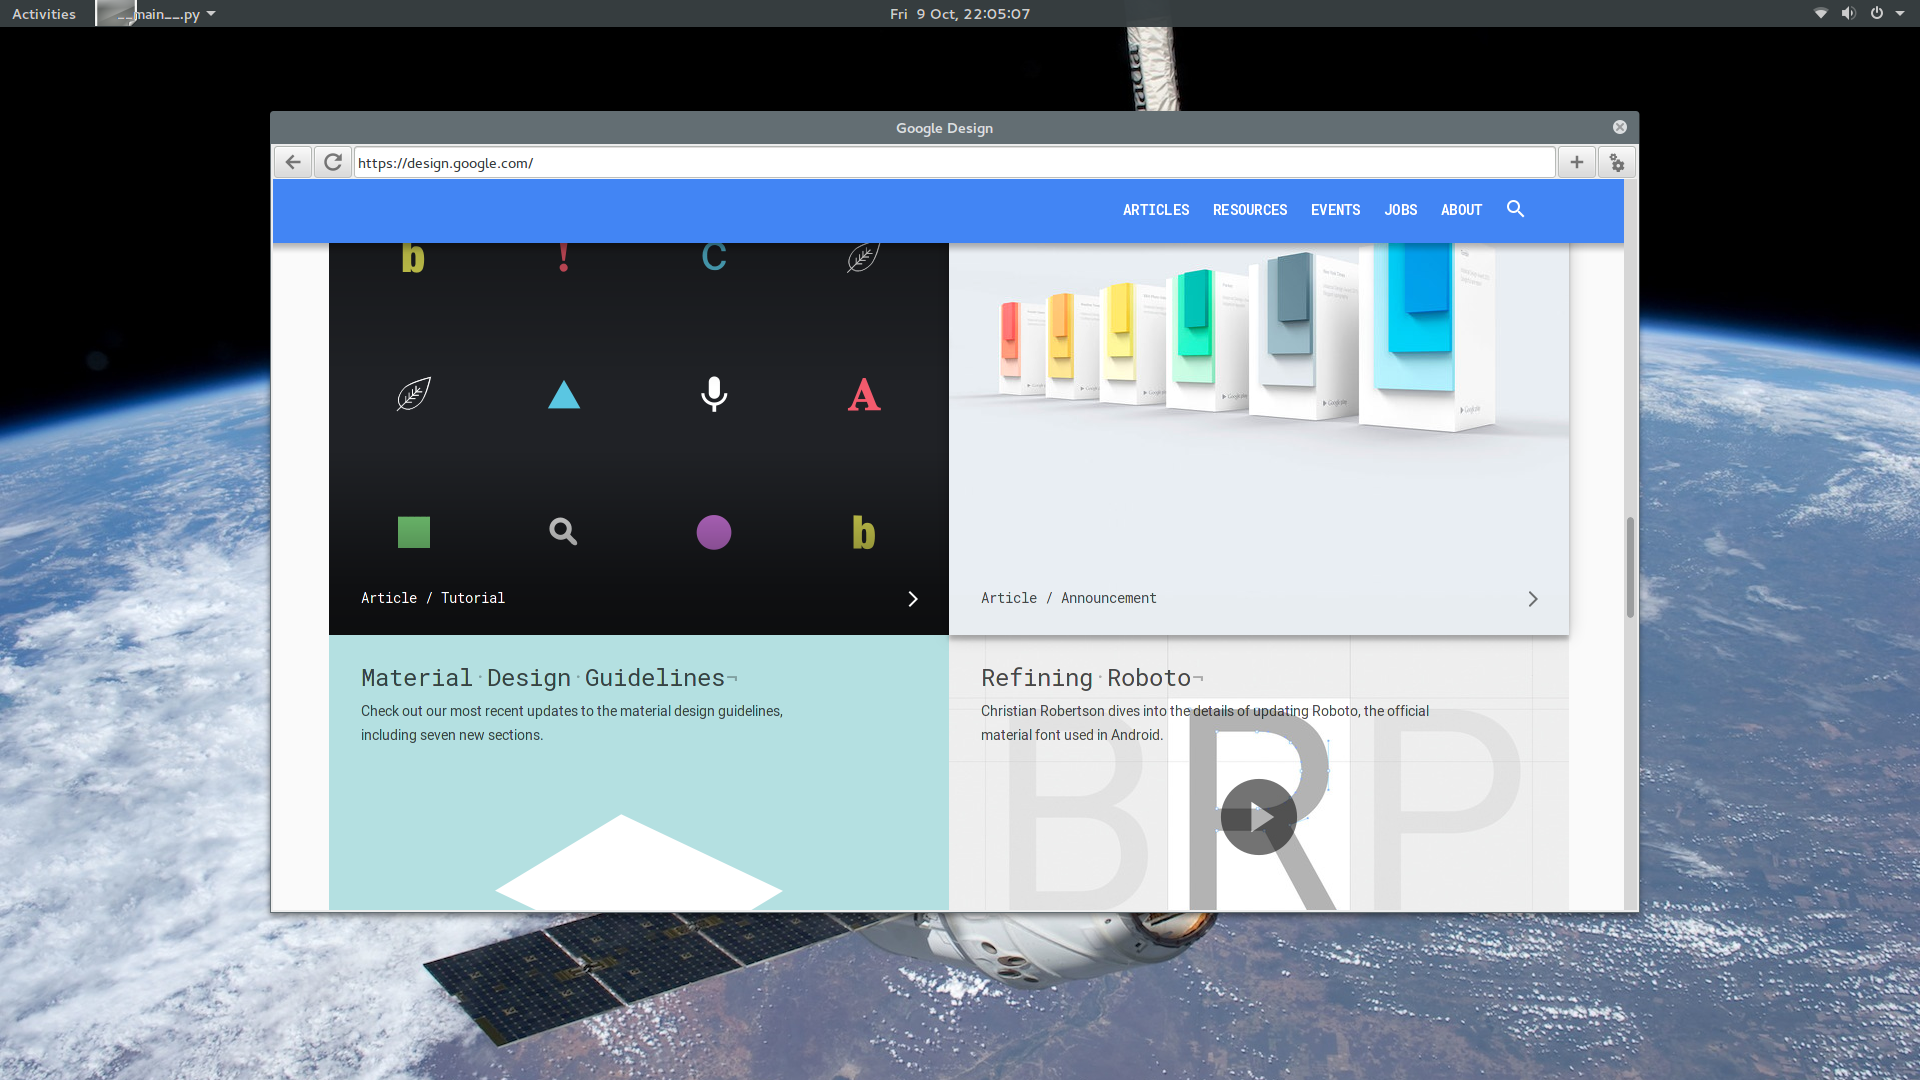 Activities
__main__.py
Fri 9 Oct, 22:05:07
Google Design
https://design.google.com/
ARTICLES RESOURCES EVENTS JOBS ABOUT
b ! C
A
b
Article / Tutorial
Article / Announcement
Google play
Material·Design·Guidelines¬
Check out our most recent updates to the material design guidelines,
including seven new sections.
Refining·Roboto¬
Christian Robertson dives into the details of updating Roboto, the official
material font used in Android.
B R P